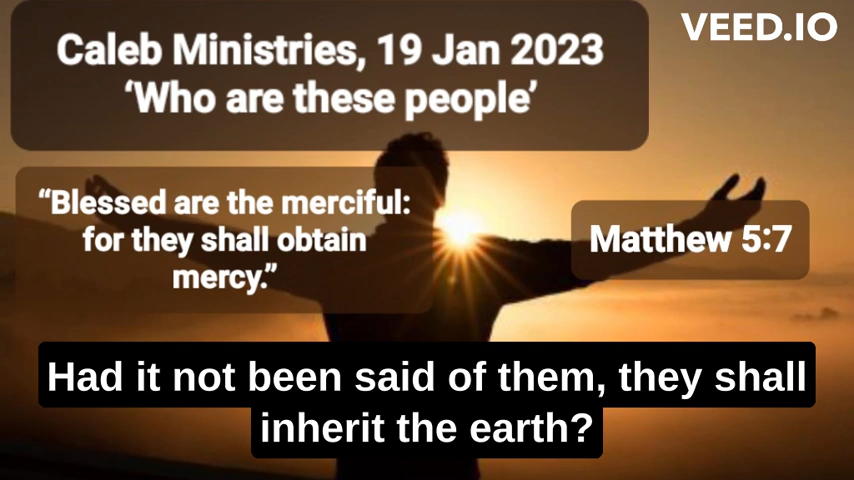 VEED.IO
Caleb Ministries, 19 Jan 2023
‘Who are these people’
“Blessed are the merciful:
for they shall obtain
mercy.”
Matthew 5:7
Had it not been said of them, they shall
inherit the earth?